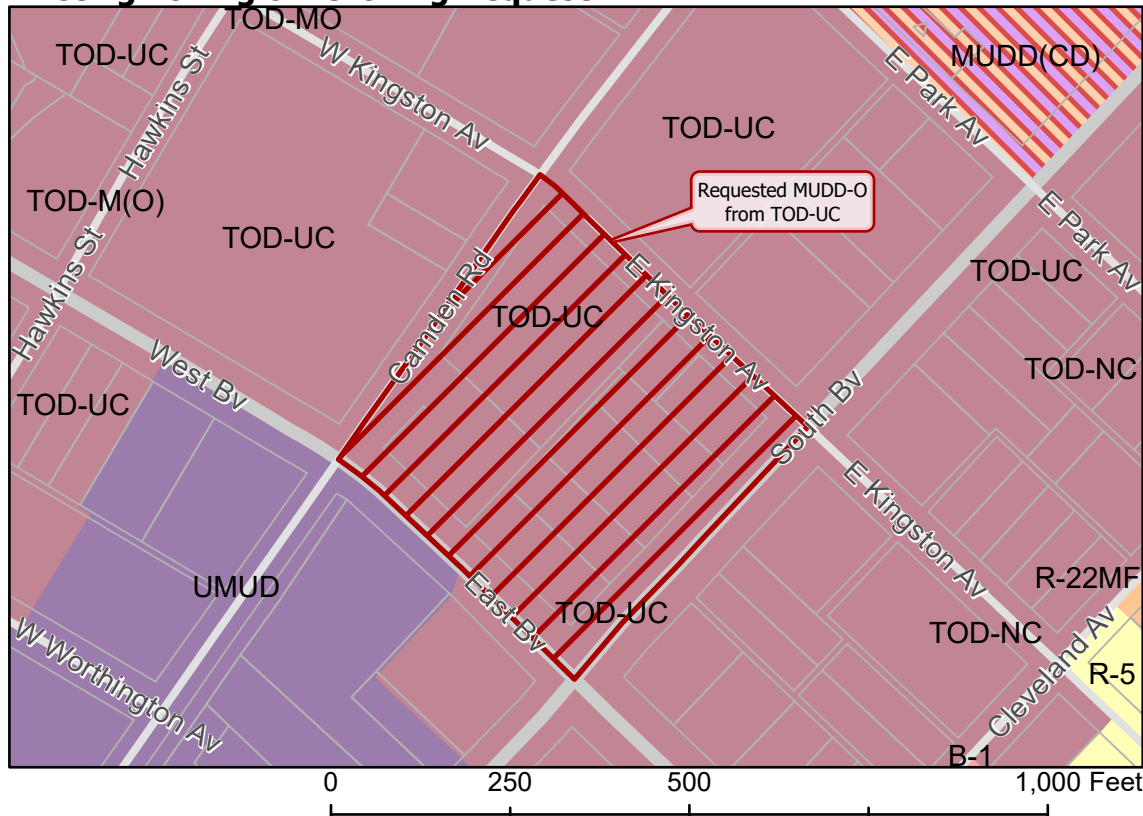 TOD-MO
TOD-UC
W Kingston Av
Hawkins St
E Park Av
MUDD(CD)
TOD-UC
TOD-M(O)
TOD-UC
Requested MUDD-O
from TOD-UC
E Park Av
TOD-UC
Hawkins St
Camden Rd
TOD-UC
E Kingston Av
TOD-NC
West Bv
TOD-UC
South Bv
E Kingston Av
UMUD
East Bv
TOD-UC
R-22MF
TOD-NC
Cleveland Av
R-5
W Worthington Av
B-1
0 250 500 1,000 Feet